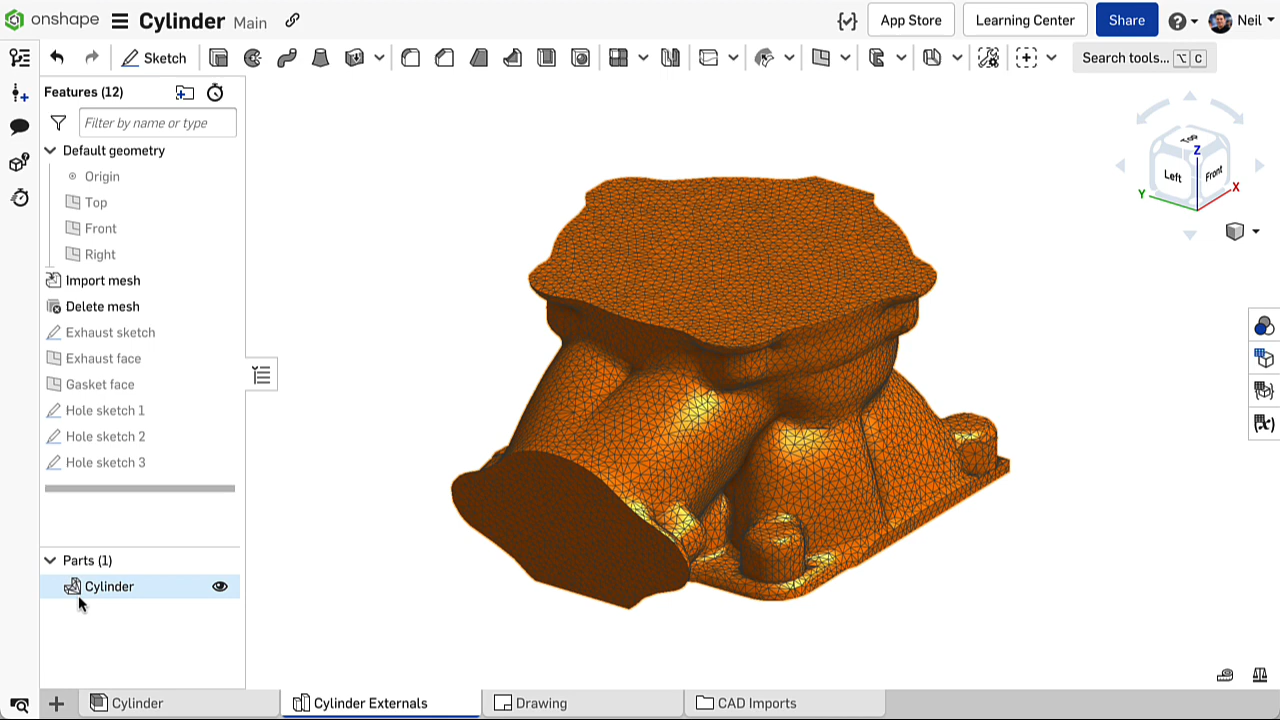 onshape Cylinder Main App Store Learning Center Share Neil
Sketch Search tools... ⌥ C
Features (12)
Filter by name or type
Default geometry
Origin
Top
Front
Right
Import mesh
Delete mesh
Exhaust sketch
Exhaust face
Gasket face
Hole sketch 1
Hole sketch 2
Hole sketch 3
Parts (1)
Cylinder
Top
Z
Left Front
Y X
Cylinder Cylinder Externals Drawing CAD Imports